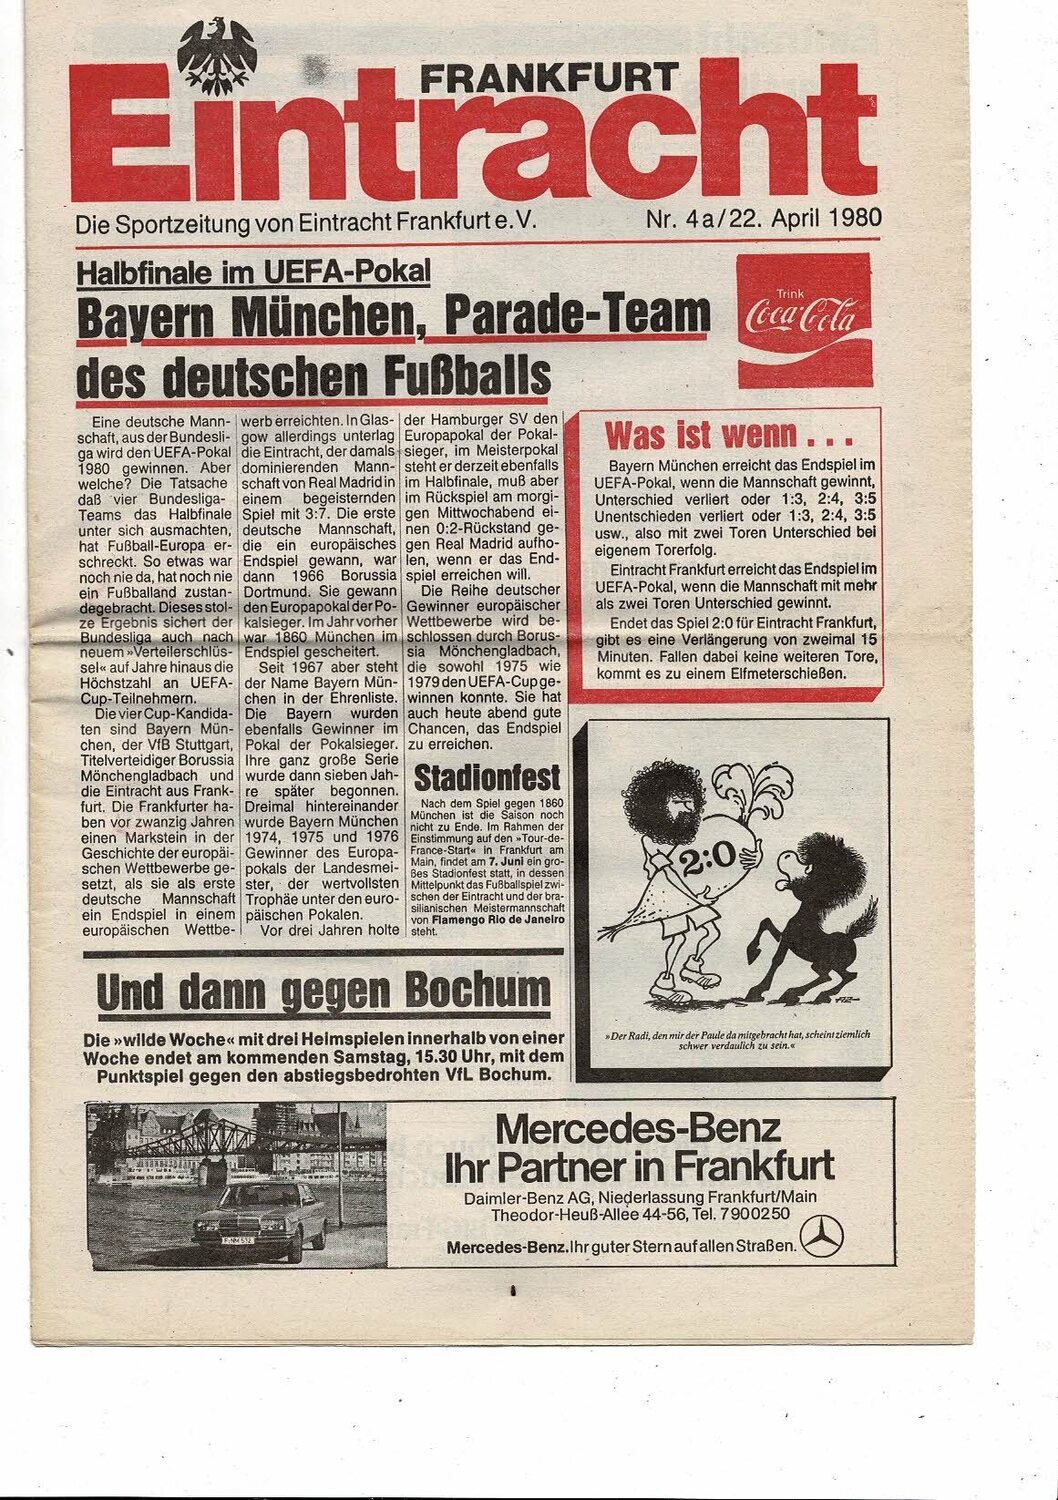 FRANKFURT
Eintracht
Die Sportzeitung von Eintracht Frankfurt e.V.
Nr. 4a/22. April 1980
Halbfinale im UEFA-Pokal
Bayern München, Parade-Team
des deutschen Fußballs
Trink
Coca-Cola
Eine deutsche Mann-
schaft, aus der Bundesli-
ga wird den UEFA-Pokal
1980 gewinnen. Aber
welche? Die Tatsache
daß vier Bundesliga-
Teams das Halbfinale
unter sich ausmachten,
hat Fußball-Europa er-
schreckt. So etwas war
noch nie da, hat noch nie
ein Fußballand zustan-
degebracht. Dieses stol-
ze Ergebnis sichert der
Bundesliga auch nach
neuem »Verteilerschlüs-
sel« auf Jahre hinaus die
Höchstzahl an UEFA-
Cup-Teilnehmern.
Die vier Cup-Kandida-
ten sind Bayern Mün-
chen, der VfB Stuttgart,
Titelverteidiger Borussia
Mönchengladbach und
die Eintracht aus Frank-
furt. Die Frankfurter ha-
ben vor zwanzig Jahren
einen Markstein in der
Geschichte der europäi-
schen Wettbewerbe ge-
setzt, als sie als erste
deutsche Mannschaft
ein Endspiel in einem
europäischen Wettbe-
werb erreichten. In Glas-
gow allerdings unterlag
die Eintracht, der damals
dominierenden Mann-
schaft von Real Madrid in
einem begeisternden
Spiel mit 3:7. Die erste
deutsche Mannschaft,
die ein europäisches
Endspiel gewann, war
dann 1966 Borussia
Dortmund. Sie gewann
den Europapokal der Po-
kalsieger. Im Jahr vorher
war 1860 München im
Endspiel gescheitert.
Seit 1967 aber steht
der Name Bayern Mün-
chen in der Ehrenliste.
Die Bayern wurden
ebenfalls Gewinner im
Pokal der Pokalsieger.
Ihre ganz große Serie
wurde dann sieben Jah-
re später begonnen.
Dreimal hintereinander
wurde Bayern München
1974, 1975 und 1976
Gewinner des Europa-
pokals der Landesmei-
ster, der wertvollsten
Trophäe unter den euro-
päischen Pokalen.
Vor drei Jahren holte
der Hamburger SV den
Europapokal der Pokal-
sieger, im Meisterpokal
steht er derzeit ebenfalls
im Halbfinale, muß aber
im Rückspiel am morgi-
gen Mittwochabend ei-
nen 0:2-Rückstand ge-
gen Real Madrid aufho-
len, wenn er das End-
spiel erreichen will.
Die Reihe deutscher
Gewinner europäischer
Wettbewerbe wird be-
schlossen durch Borus-
sia Mönchengladbach,
die sowohl 1975 wie
1979 den UEFA-Cup ge-
winnen konnte. Sie hat
auch heute abend gute
Chancen, das Endspiel
zu erreichen.
Stadionfest
Nach dem Spiel gegen 1860
München ist die Saison noch
nicht zu Ende. Im Rahmen der
Einstimmung auf den »Tour-de-
France-Start« in Frankfurt am
Main, findet am 7. Juni ein gro-
ßes Stadionfest statt, in dessen
Mittelpunkt das Fußballspiel zwi-
schen der Eintracht und der bra-
silianischen Meistermannschaft
von Flamengo Rio de Janeiro
steht.
Was ist wenn . . .
Bayern München erreicht das Endspiel im
UEFA-Pokal, wenn die Mannschaft gewinnt,
Unterschied verliert oder 1:3, 2:4, 3:5
Unentschieden verliert oder 1:3, 2:4, 3:5
usw., also mit zwei Toren Unterschied bei
eigenem Torerfolg.
Eintracht Frankfurt erreicht das Endspiel im
UEFA-Pokal, wenn die Mannschaft mit mehr
als zwei Toren Unterschied gewinnt.
Endet das Spiel 2:0 für Eintracht Frankfurt,
gibt es eine Verlängerung von zweimal 15
Minuten. Fallen dabei keine weiteren Tore,
kommt es zu einem Elfmeterschießen.
2:0
»Der Radi, den mir der Paule da mitgebracht hat, scheint ziemlich
schwer verdaulich zu sein.«
Und dann gegen Bochum
Die »wilde Woche« mit drei Heimspielen innerhalb von einer
Woche endet am kommenden Samstag, 15.30 Uhr, mit dem
Punktspiel gegen den abstiegsbedrohten VfL Bochum.
Mercedes-Benz
Ihr Partner in Frankfurt
Daimler-Benz AG, Niederlassung Frankfurt/Main
Theodor-Heuß-Allee 44-56, Tel. 7900250
Mercedes-Benz. Ihr guter Stern auf allen Straßen.